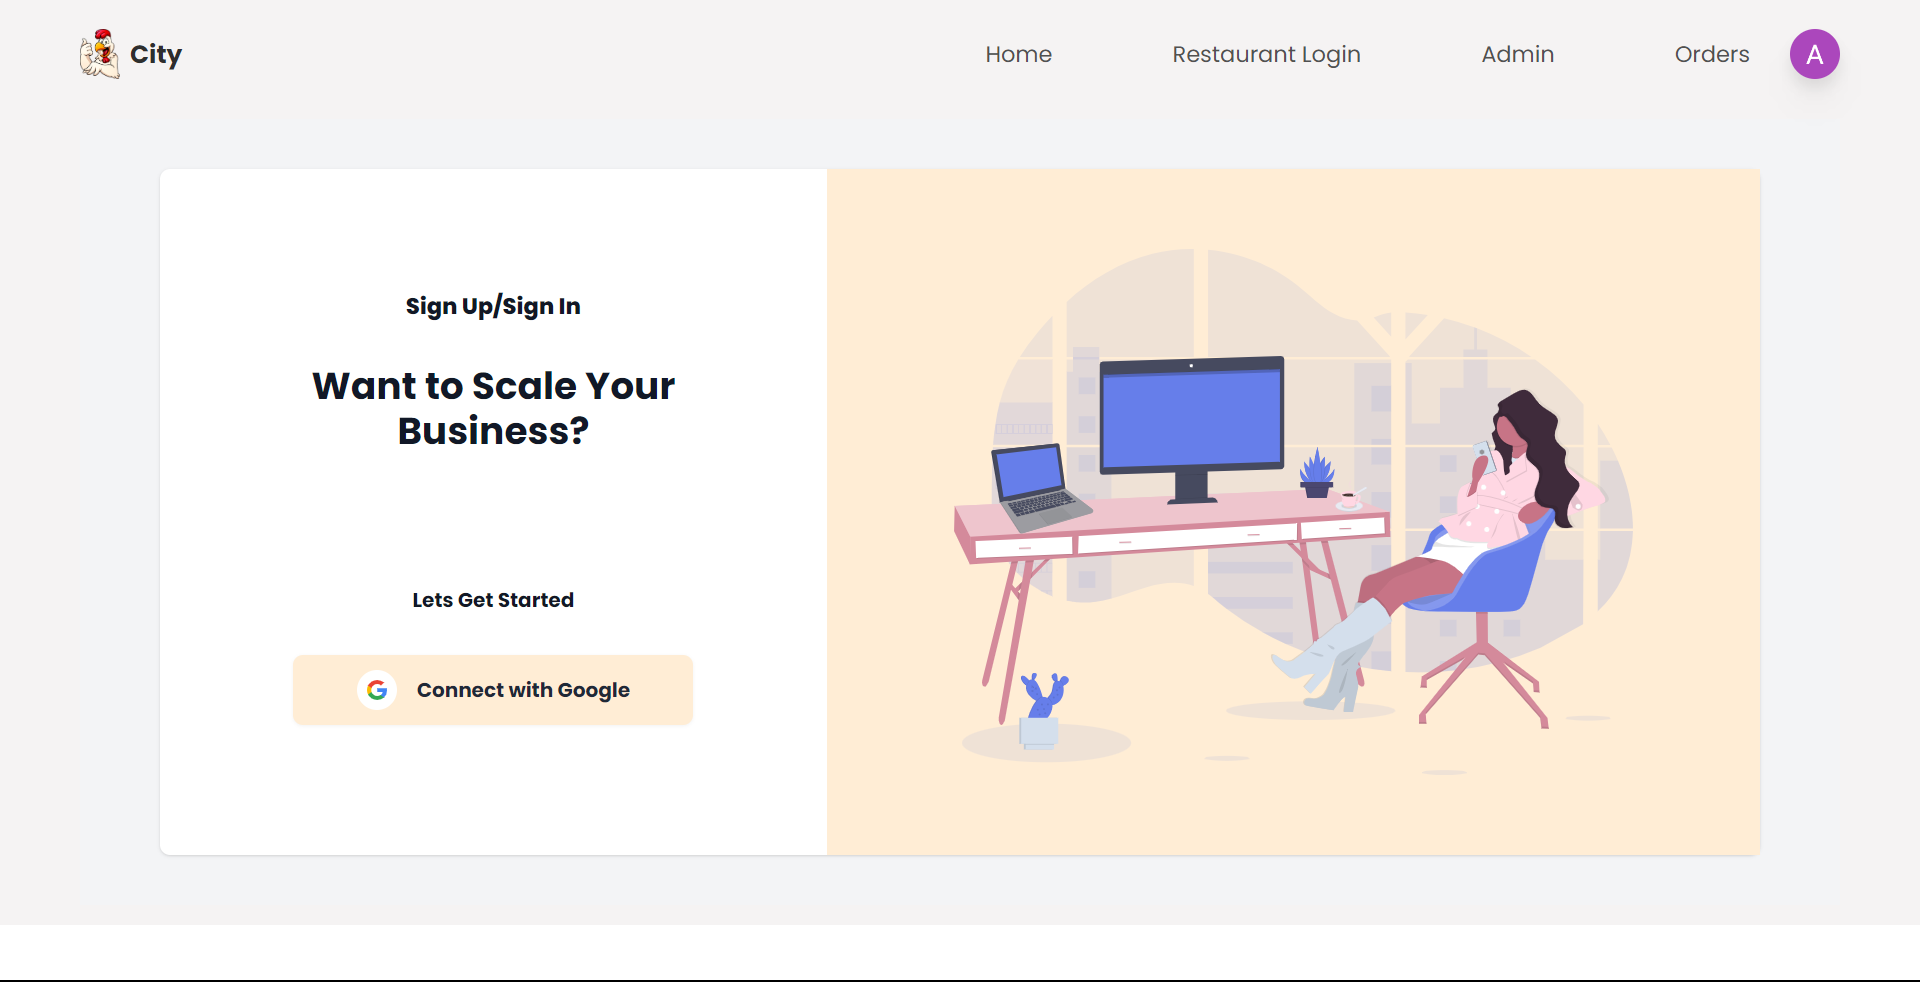 City
Home
Restaurant Login
Admin
Orders
A
Sign Up/Sign In
Want to Scale Your
Business?
Lets Get Started
Connect with Google